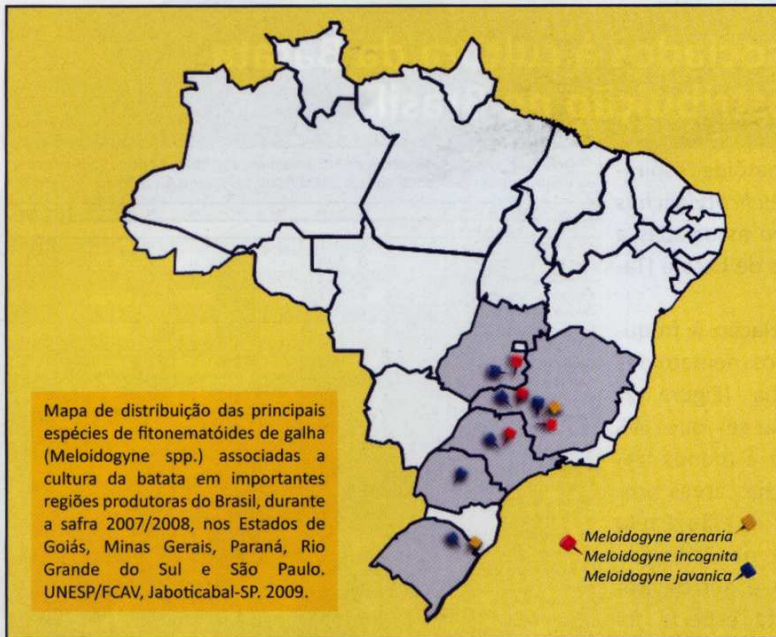 Mapa de distribuição das principais
espécies de fitonematóides de galha
(Meloidogyne spp.) associadas a
cultura da batata em importantes
regiões produtoras do Brasil, durante
a safra 2007/2008, nos Estados de
Goiás, Minas Gerais, Paraná, Rio
Grande do Sul e São Paulo.
UNESP/FCAV, Jaboticabal-SP. 2009.
Meloidogyne arenaria
Meloidogyne incognita
Meloidogyne javanica